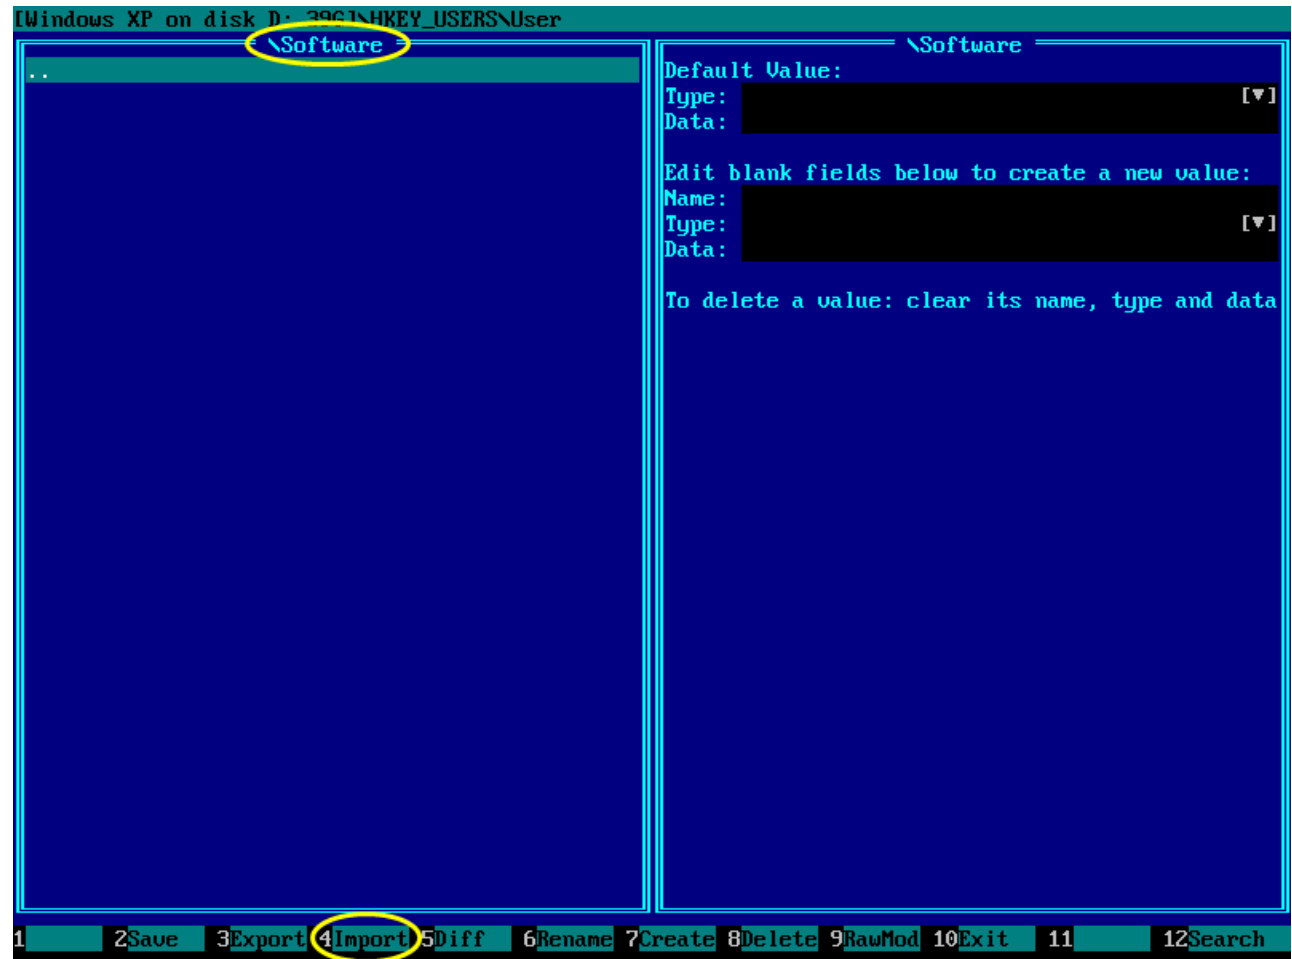 [Windows XP on disk D: 39G]\HKEY_USERS\User
\Software
..
\Software
Default Value:
Type: [▼]
Data:
Edit blank fields below to create a new value:
Name:
Type: [▼]
Data:
To delete a value: clear its name, type and data
1 2Save 3Export 4Import 5Diff 6Rename 7Create 8Delete 9RawMod 10Exit 11 12Search